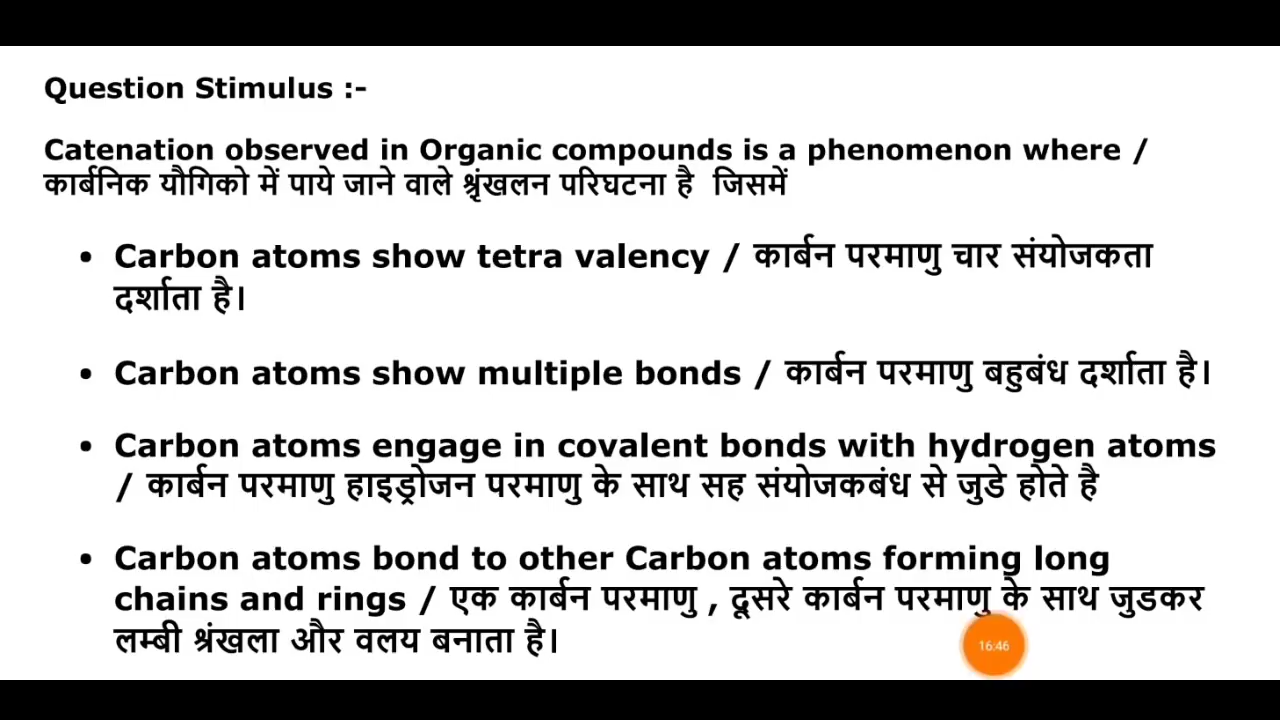 Question Stimulus :-
Catenation observed in Organic compounds is a phenomenon where /
कार्बनिक यौगिको में पाये जाने वाले श्रृंखलन परिघटना है जिसमें
• Carbon atoms show tetra valency / कार्बन परमाणु चार संयोजकता
दर्शाता है।
• Carbon atoms show multiple bonds / कार्बन परमाणु बहुबंध दर्शाता है।
• Carbon atoms engage in covalent bonds with hydrogen atoms
/ कार्बन परमाणु हाइड्रोजन परमाणु के साथ सह संयोजकबंध से जुडे होते है
• Carbon atoms bond to other Carbon atoms forming long
chains and rings / एक कार्बन परमाणु , दूसरे कार्बन परमाणु के साथ जुडकर
लम्बी श्रंखला और वलय बनाता है।
16:46